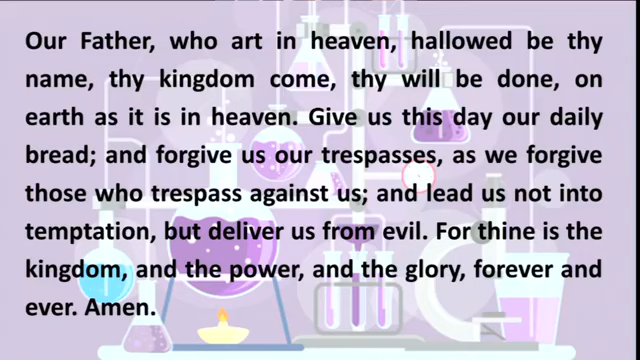 Our Father, who art in heaven, hallowed be thy
name, thy kingdom come, thy will be done, on
earth as it is in heaven. Give us this day our daily
bread; and forgive us our trespasses, as we forgive
those who trespass against us; and lead us not into
temptation, but deliver us from evil. For thine is the
kingdom, and the power, and the glory, forever and
ever. Amen.